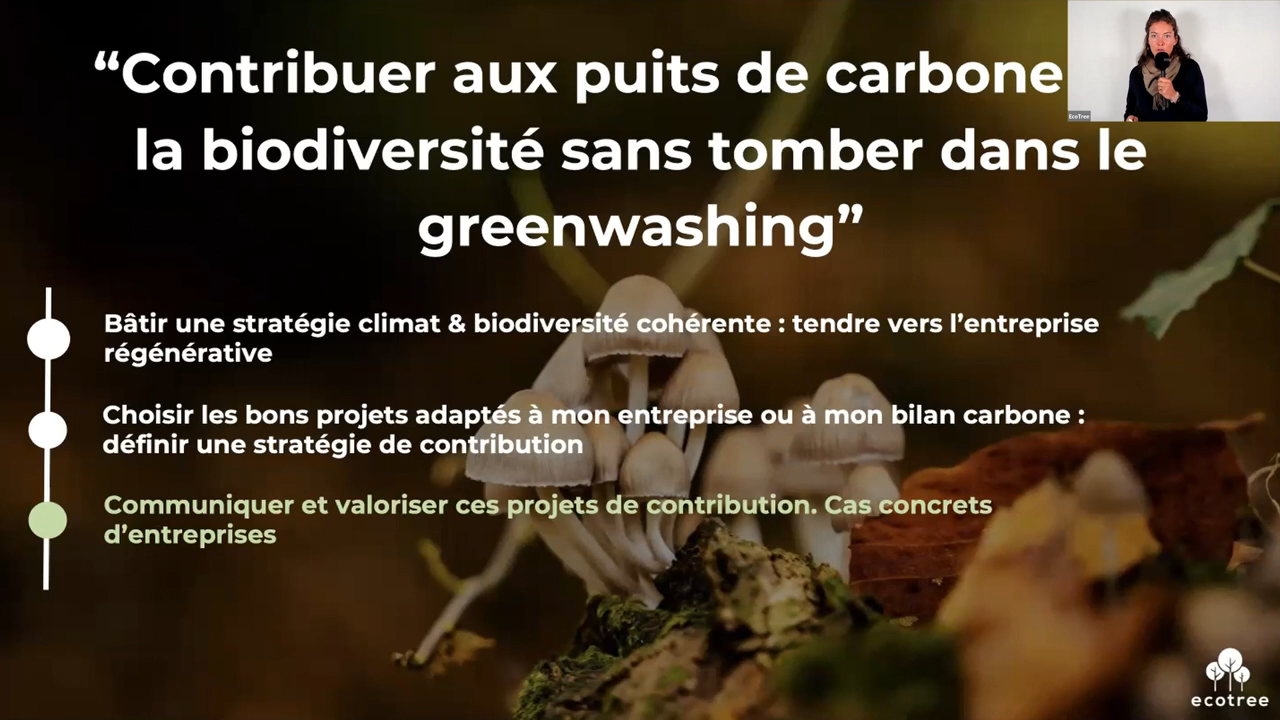 “Contribuer aux puits de carbone
la biodiversité sans tomber dans le
greenwashing”
EcoTree
Bâtir une stratégie climat & biodiversité cohérente : tendre vers l’entreprise
régénérative
Choisir les bons projets adaptés à mon entreprise ou à mon bilan carbone :
définir une stratégie de contribution
Communiquer et valoriser ces projets de contribution. Cas concrets
d’entreprises
ecotree